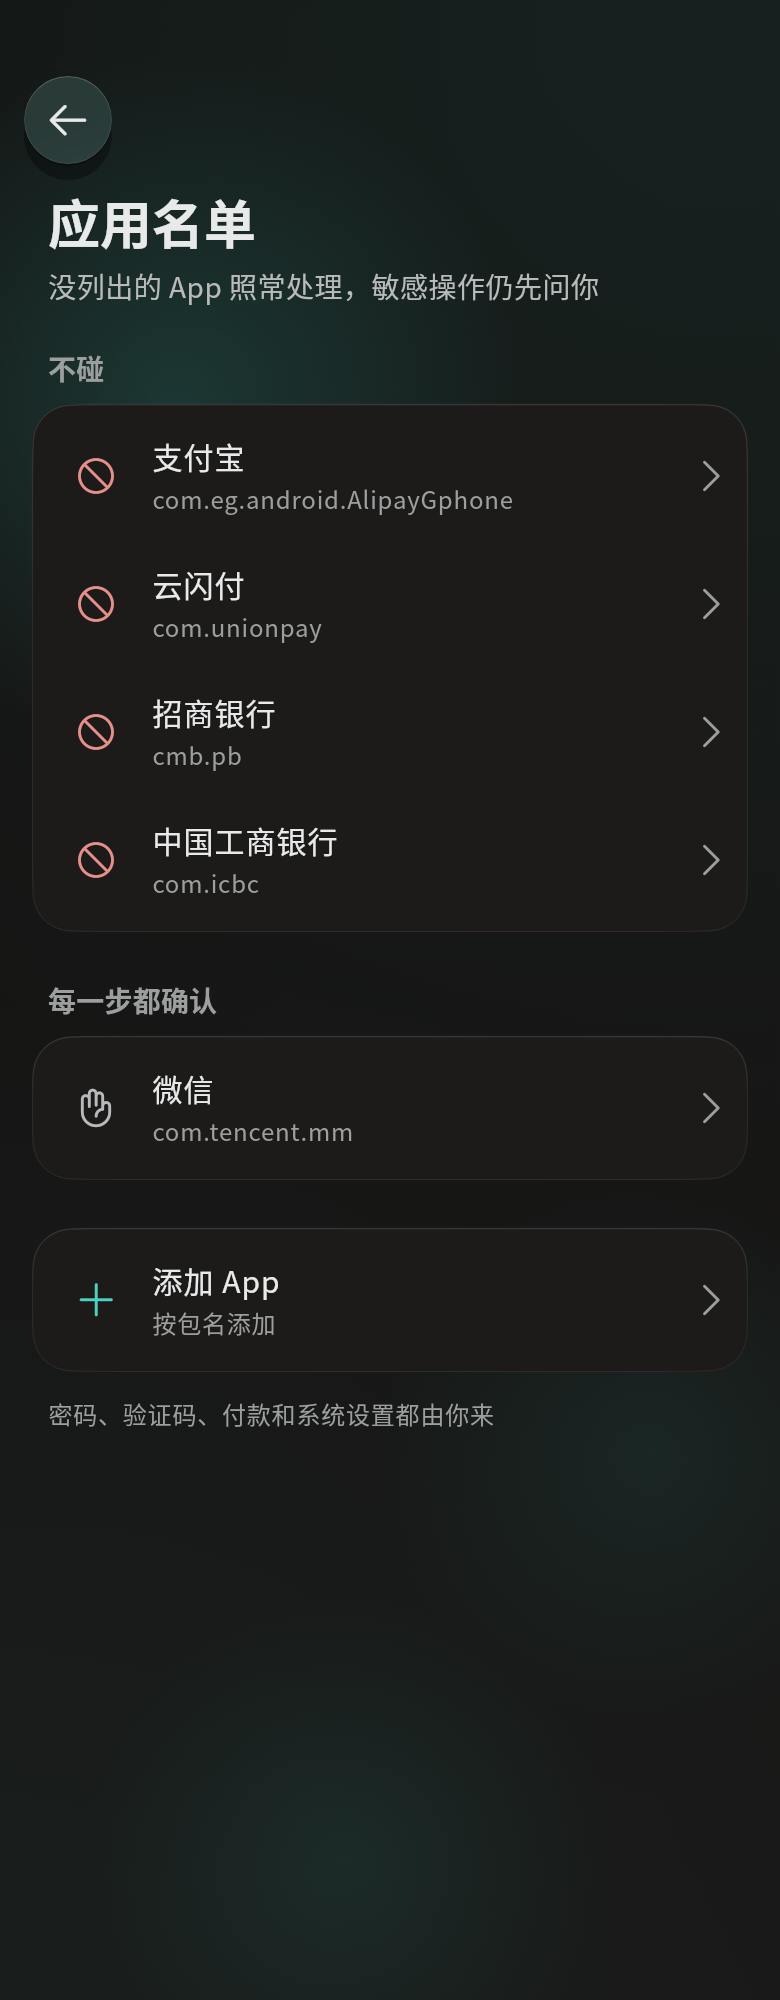 应用名单
没列出的 App 照常处理，敏感操作仍先问你
不碰
支付宝
com.eg.android.AlipayGphone
云闪付
com.unionpay
招商银行
cmb.pb
中国工商银行
com.icbc
每一步都确认
微信
com.tencent.mm
添加 App
按包名添加
密码、验证码、付款和系统设置都由你来